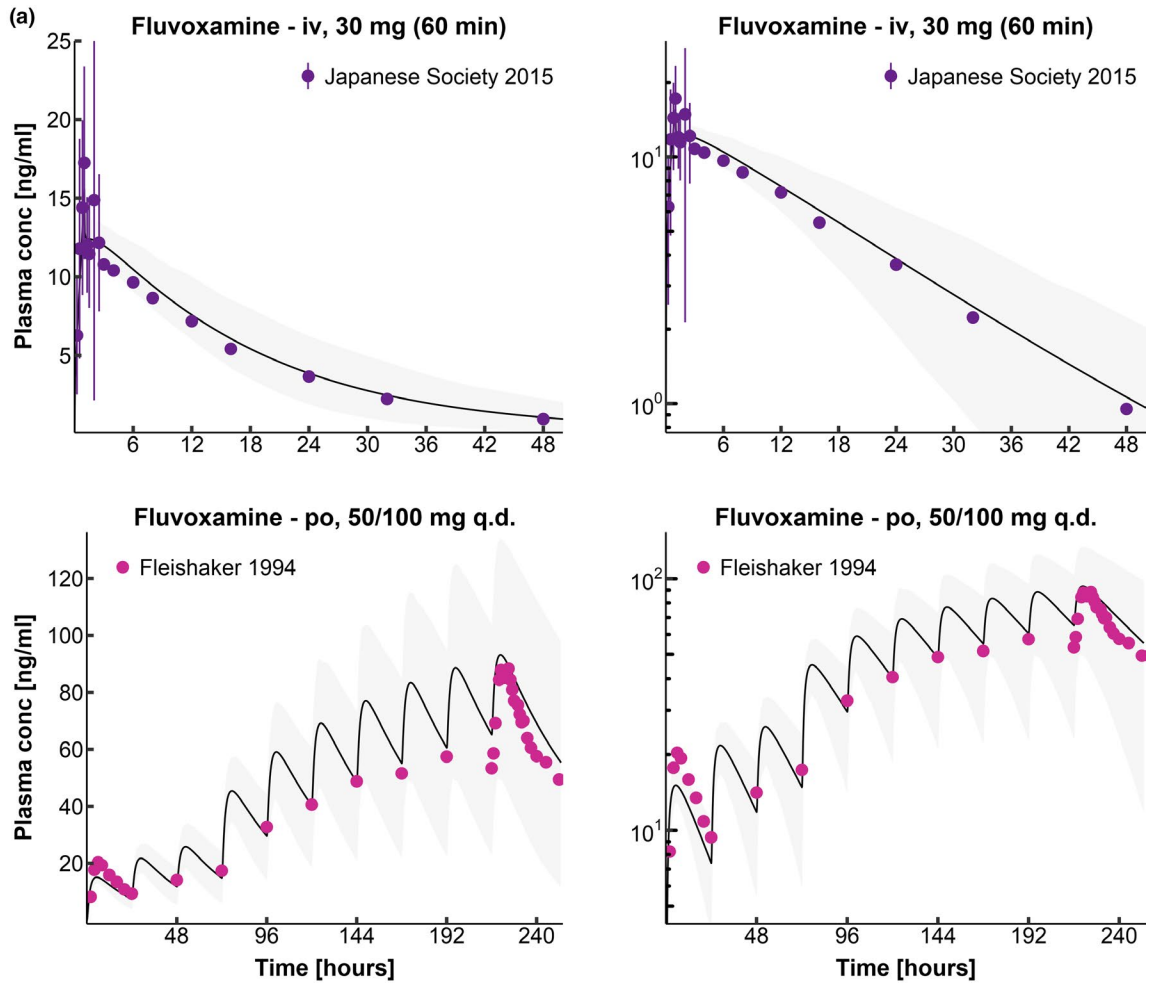 (a)
Fluvoxamine - iv, 30 mg (60 min)
Japanese Society 2015
Plasma conc [ng/ml]
25
20
15
10
5
6 12 18 24 30 36 42 48
Fluvoxamine - iv, 30 mg (60 min)
Japanese Society 2015
10¹
10⁰
6 12 18 24 30 36 42 48
Fluvoxamine - po, 50/100 mg q.d.
Fleishaker 1994
Plasma conc [ng/ml]
120
100
80
60
40
20
48 96 144 192 240
Time [hours]
Fluvoxamine - po, 50/100 mg q.d.
Fleishaker 1994
10²
10¹
48 96 144 192 240
Time [hours]